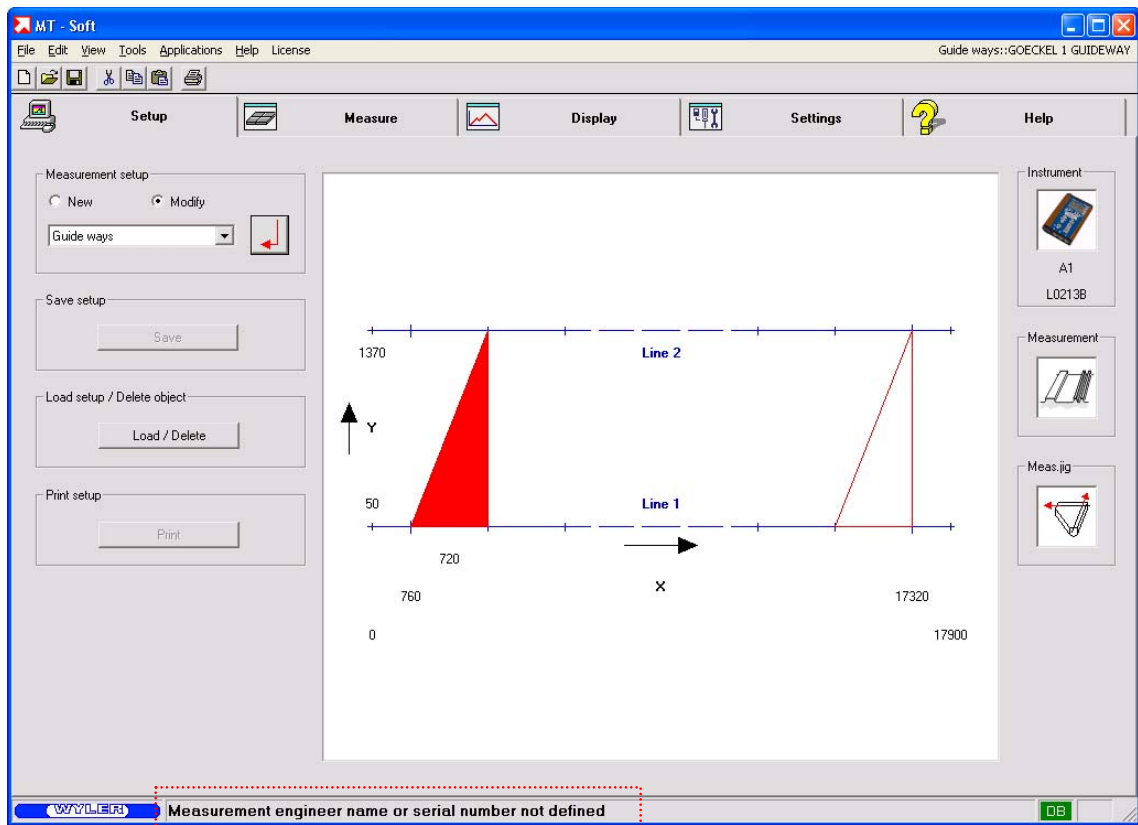 MT - Soft
File Edit View Tools Applications Help License
Guide ways::GOECKEL 1 GUIDEWAY
Setup
Measure
Display
Settings
Help
Measurement setup
New
Modify
Guide ways
Save setup
Save
Load setup / Delete object
Load / Delete
Print setup
Print
1370
Line 2
Y
50
Line 1
720
X
760
17320
0
17900
Instrument
A1
L0213B
Measurement
Meas.jig
WYLER
Measurement engineer name or serial number not defined
DB